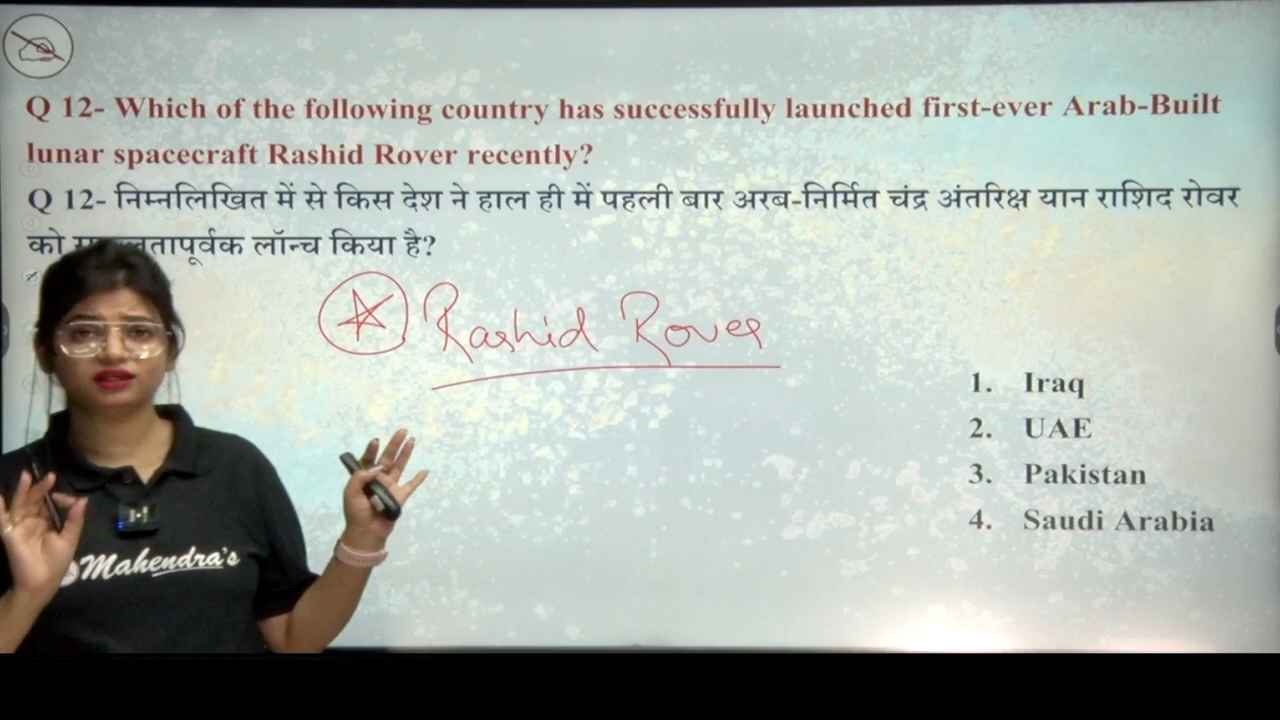 Q 12- Which of the following country has successfully launched first-ever Arab-Built
lunar spacecraft Rashid Rover recently?
Q 12- निम्नलिखित में से किस देश ने हाल ही में पहली बार अरब-निर्मित चंद्र अंतरिक्ष यान राशिद रोवर
को लॉन्च किया है?
Rashid Rover
1. Iraq
2. UAE
3. Pakistan
4. Saudi Arabia
Mahendra's